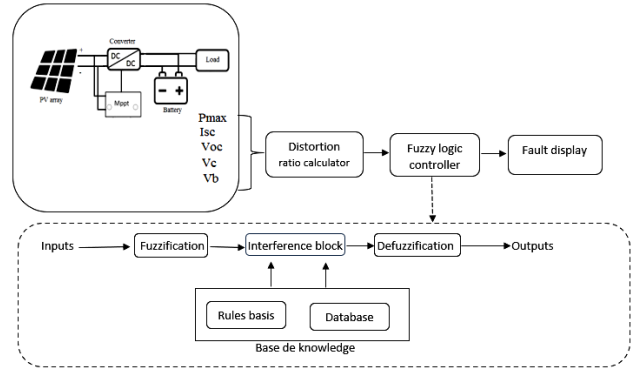 Converter
DC
DC
Load
+
-
PV array
Mppt
- +
Battery
Pmax
Isc
Voc
Vc
Vb
Distortion
ratio calculator
Fuzzy logic
controller
Fault display
Inputs
Fuzzification
Interference block
Defuzzification
Outputs
Rules basis
Database
Base de knowledge